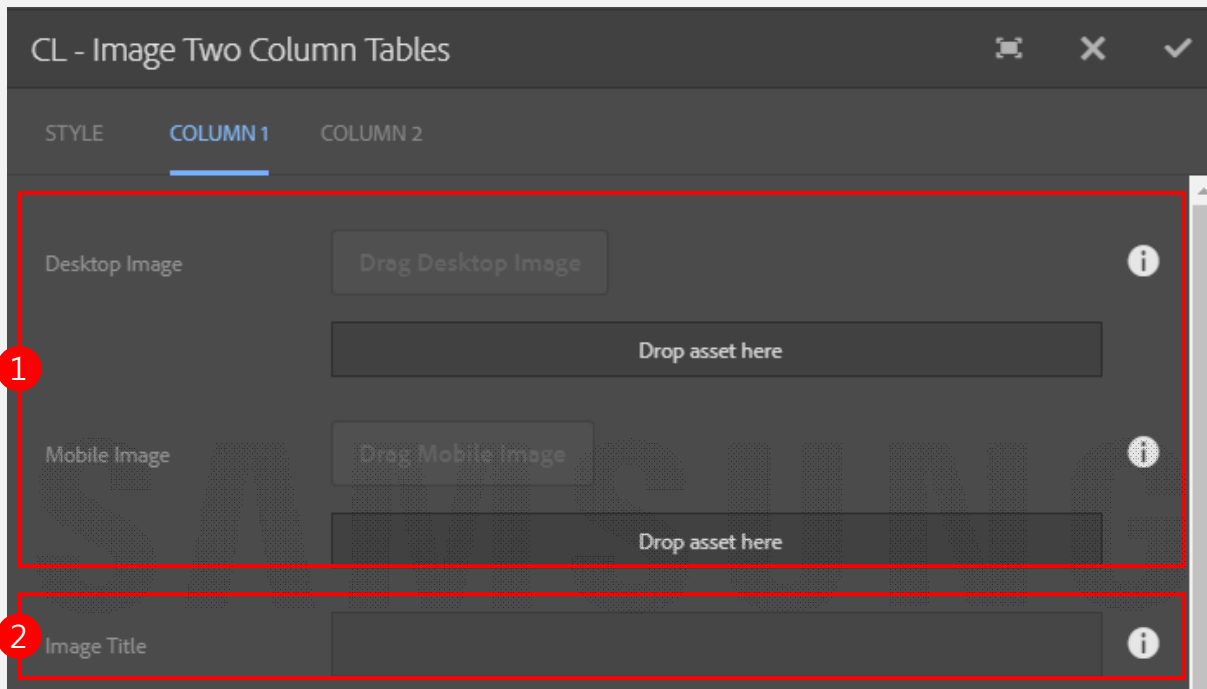 CL - Image Two Column Tables
STYLE COLUMN 1 COLUMN 2
Desktop Image Drag Desktop Image
Drop asset here
1
Mobile Image Drag Mobile Image
Drop asset here
SAMSUNG
2
Image Title